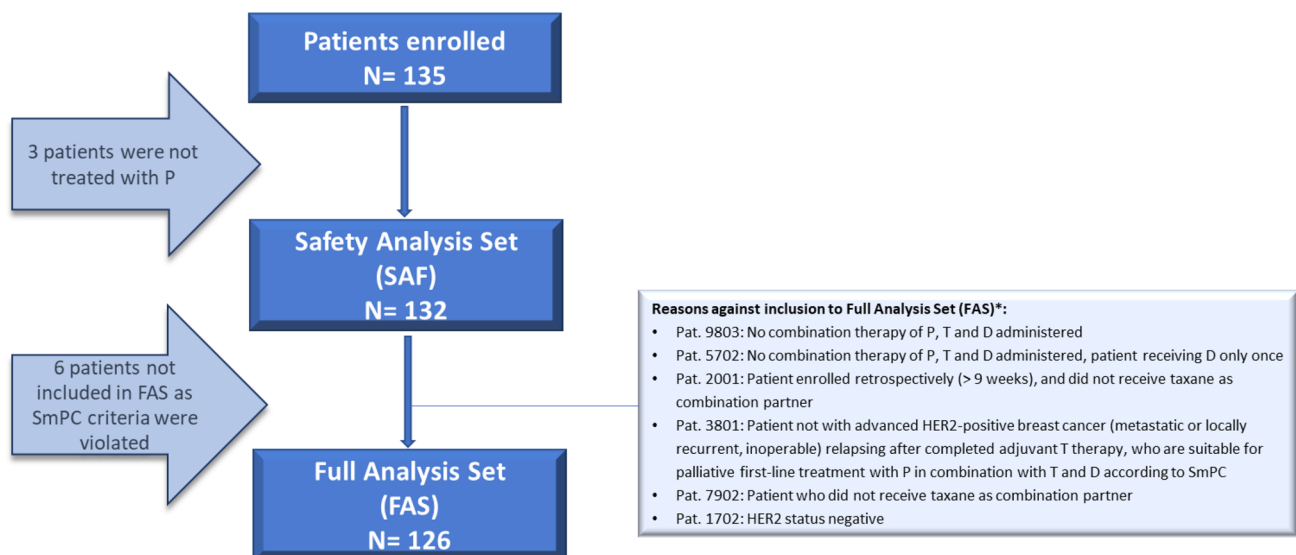 Patients enrolled
N= 135
3 patients were not
treated with P
Safety Analysis Set
(SAF)
N= 132
6 patients not
included in FAS as
SmPC criteria were
violated
Reasons against inclusion to Full Analysis Set (FAS)*:
• Pat. 9803: No combination therapy of P, T and D administered
• Pat. 5702: No combination therapy of P, T and D administered, patient receiving D only once
• Pat. 2001: Patient enrolled retrospectively (> 9 weeks), and did not receive taxane as
combination partner
• Pat. 3801: Patient not with advanced HER2-positive breast cancer (metastatic or locally
recurrent, inoperable) relapsing after completed adjuvant T therapy, who are suitable for
palliative first-line treatment with P in combination with T and D according to SmPC
• Pat. 7902: Patient who did not receive taxane as combination partner
• Pat. 1702: HER2 status negative
Full Analysis Set
(FAS)
N= 126